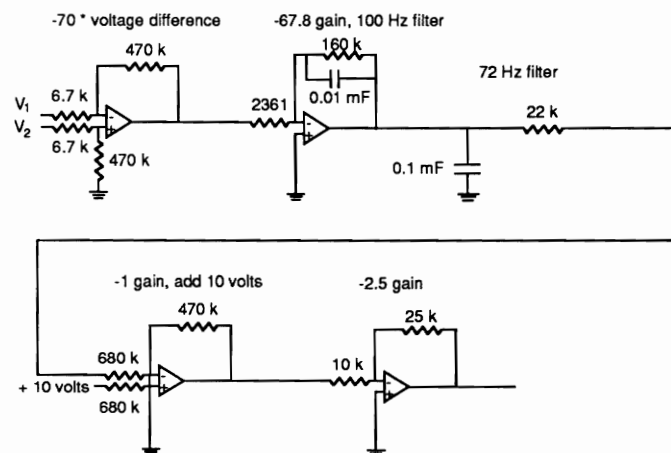 -70 * voltage difference
-67.8 gain, 100 Hz filter
470 k
160 k
72 Hz filter
V1
6.7 k
2361
0.01 mF
22 k
V2
6.7 k
470 k
0.1 mF
-1 gain, add 10 volts
-2.5 gain
470 k
25 k
680 k
10 k
+ 10 volts
680 k